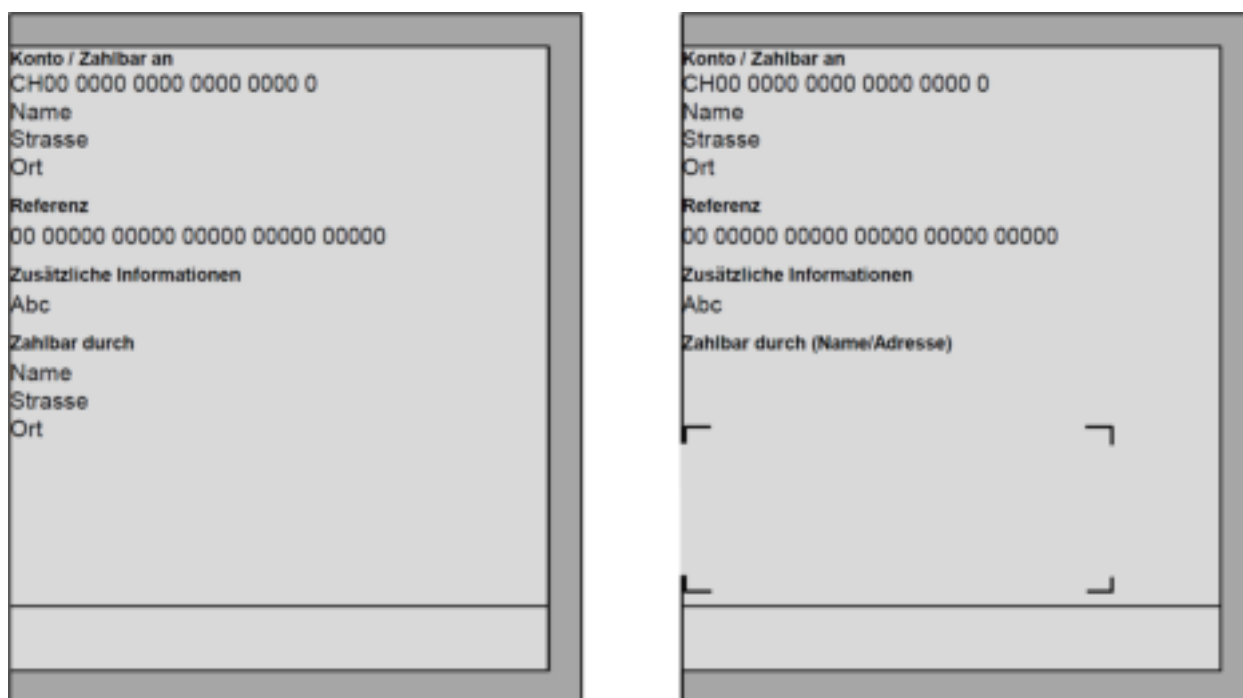 Konto / Zahlbar an
CH00 0000 0000 0000 0000 0
Name
Strasse
Ort
Referenz
00 00000 00000 00000 00000 00000
Zusätzliche Informationen
Abc
Zahlbar durch
Name
Strasse
Ort
Konto / Zahlbar an
CH00 0000 0000 0000 0000 0
Name
Strasse
Ort
Referenz
00 00000 00000 00000 00000 00000
Zusätzliche Informationen
Abc
Zahlbar durch (Name/Adresse)